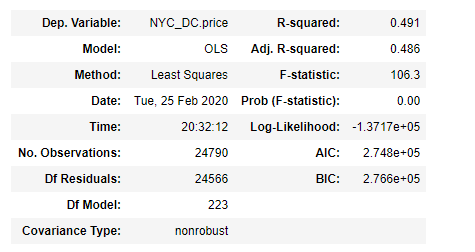 Dep. Variable: NYC_DC.price R-squared: 0.491
Model: OLS Adj. R-squared: 0.486
Method: Least Squares F-statistic: 106.3
Date: Tue, 25 Feb 2020 Prob (F-statistic): 0.00
Time: 20:32:12 Log-Likelihood: -1.3717e+05
No. Observations: 24790 AIC: 2.748e+05
Df Residuals: 24566 BIC: 2.766e+05
Df Model: 223
Covariance Type: nonrobust